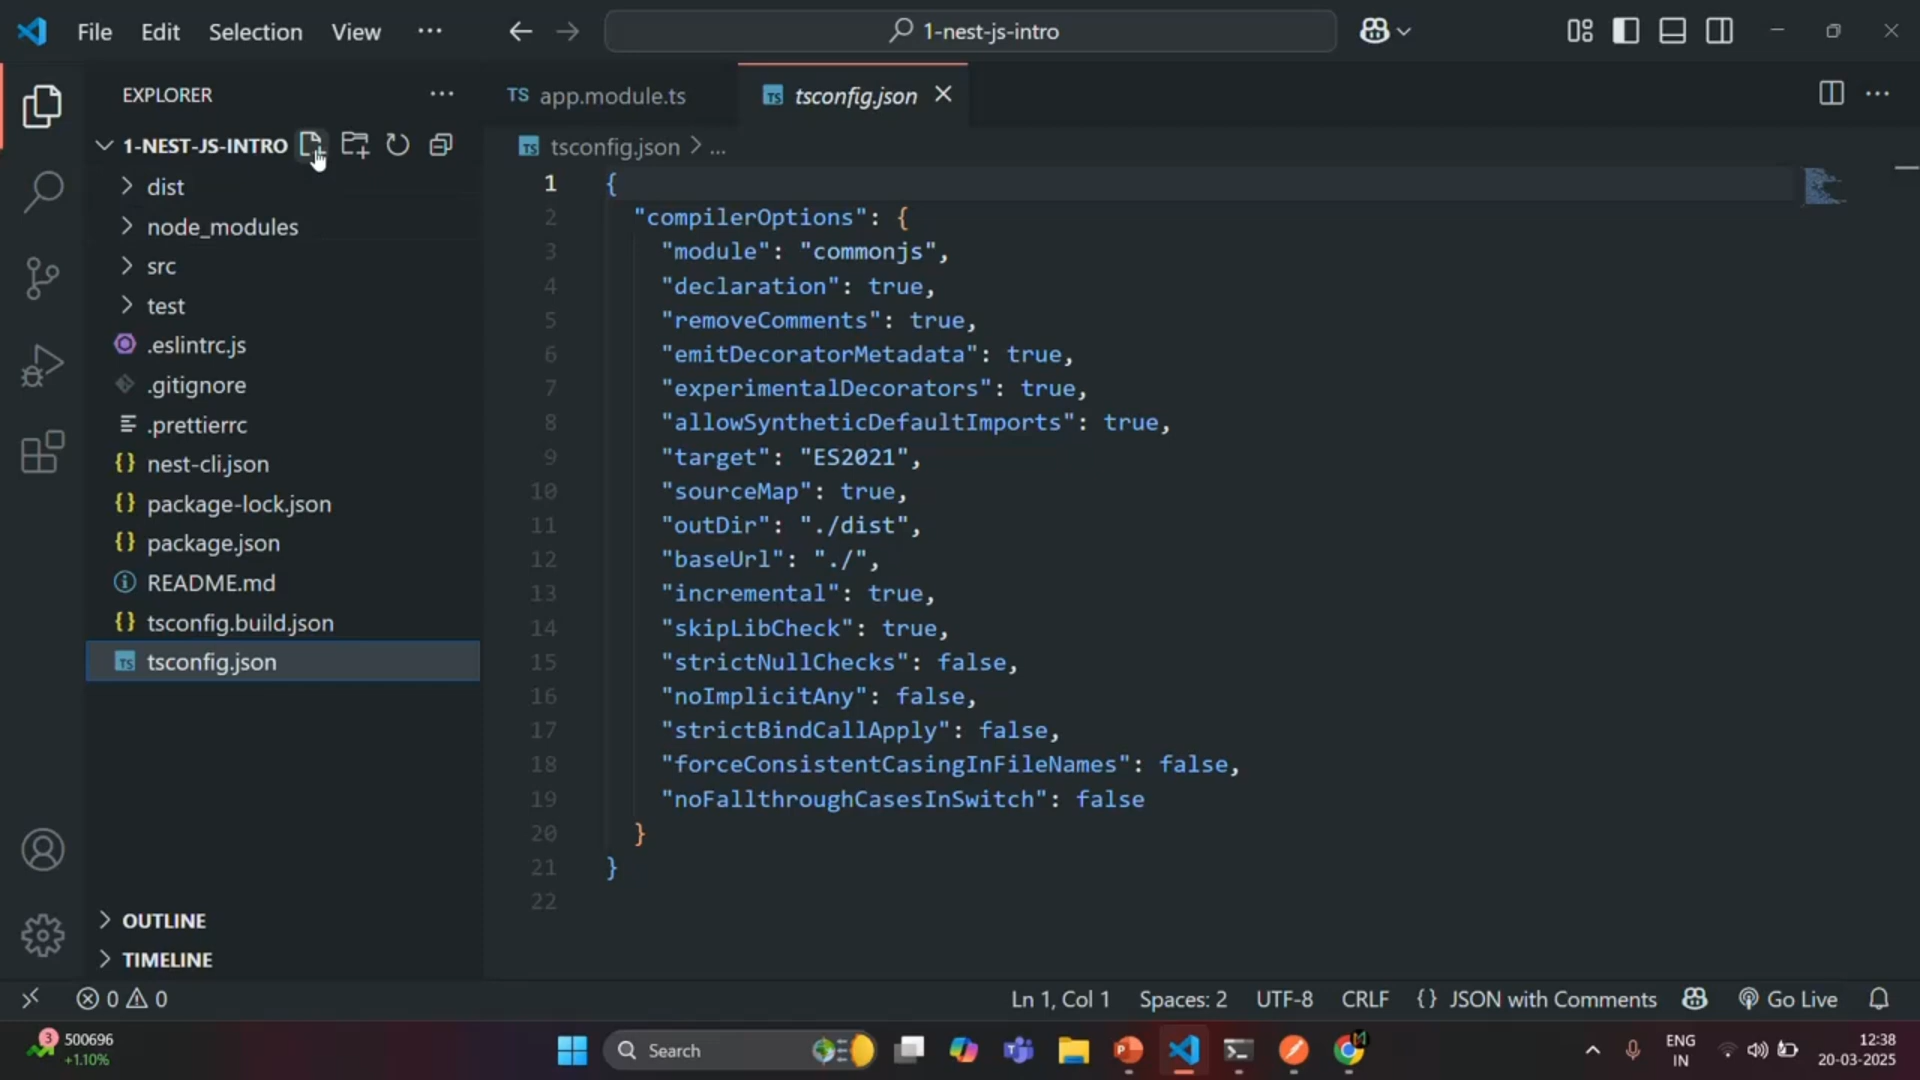 File Edit Selection View ···
1-nest-js-intro
EXPLORER ···
1-NEST-JS-INTRO
dist
node_modules
src
test
.eslintrc.js
.gitignore
.prettierrc
nest-cli.json
package-lock.json
package.json
README.md
tsconfig.build.json
TS tsconfig.json
OUTLINE
TIMELINE
TS app.module.ts TS tsconfig.json
TS tsconfig.json > ...
1 {
2 "compilerOptions": {
3 "module": "commonjs",
4 "declaration": true,
5 "removeComments": true,
6 "emitDecoratorMetadata": true,
7 "experimentalDecorators": true,
8 "allowSyntheticDefaultImports": true,
9 "target": "ES2021",
10 "sourceMap": true,
11 "outDir": "./dist",
12 "baseUrl": "./",
13 "incremental": true,
14 "skipLibCheck": true,
15 "strictNullChecks": false,
16 "noImplicitAny": false,
17 "strictBindCallApply": false,
18 "forceConsistentCasingInFileNames": false,
19 "noFallthroughCasesInSwitch": false
20 }
21 }
22
0 0 Ln 1, Col 1 Spaces: 2 UTF-8 CRLF {} JSON with Comments Go Live
3 500696
+1.10%
Search
ENG
IN
12:38
20-03-2025